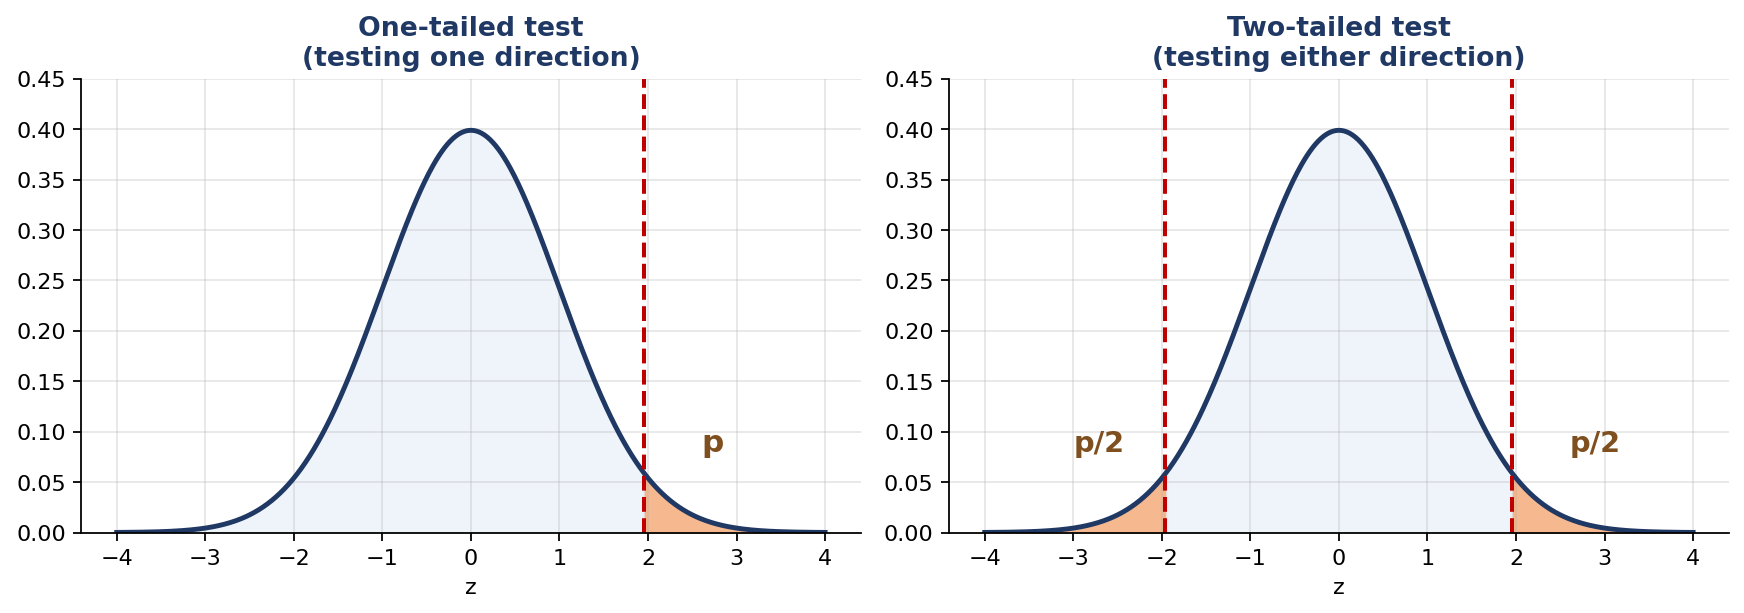 One-tailed test
(testing one direction)
0.45
0.40
0.35
0.30
0.25
0.20
0.15
0.10
0.05
0.00
p
−4 −3 −2 −1 0 1 2 3 4
z
Two-tailed test
(testing either direction)
0.45
0.40
0.35
0.30
0.25
0.20
0.15
0.10
0.05
0.00
p/2 p/2
−4 −3 −2 −1 0 1 2 3 4
z